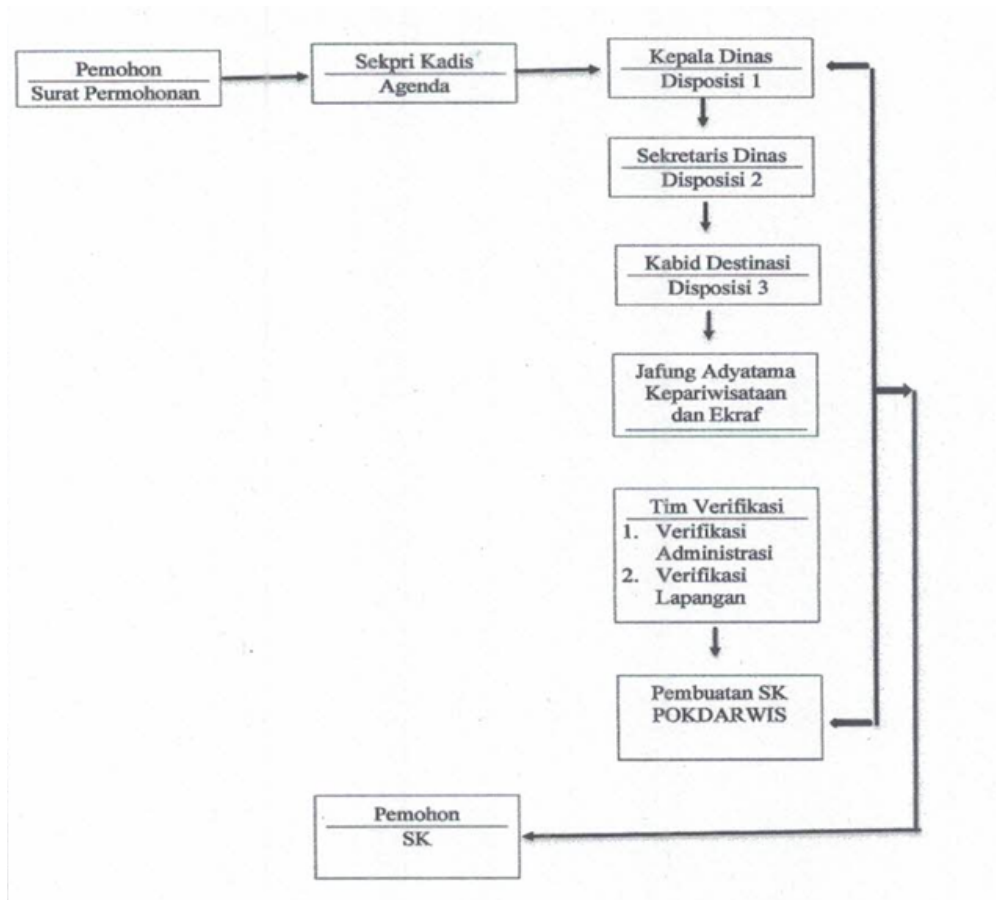 Pemohon
Surat Permohonan
Sekpri Kadis
Agenda
Kepala Dinas
Disposisi 1
Sekretaris Dinas
Disposisi 2
Kabid Destinasi
Disposisi 3
Jafung Adyatama
Kepariwisataan
dan Ekraf
Tim Verifikasi
1. Verifikasi
Administrasi
2. Verifikasi
Lapangan
Pembuatan SK
POKDARWIS
Pemohon
SK